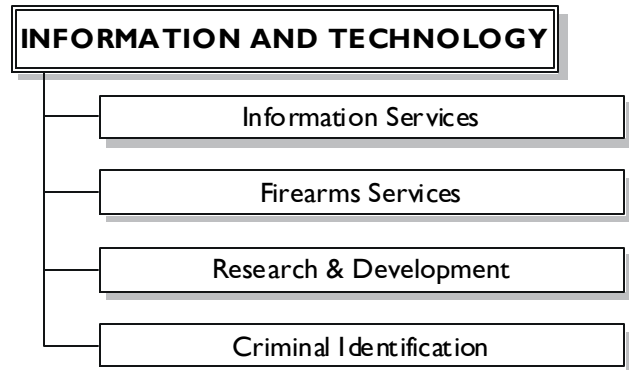 INFORMATION AND TECHNOLOGY
Information Services
Firearms Services
Research & Development
Criminal Identification